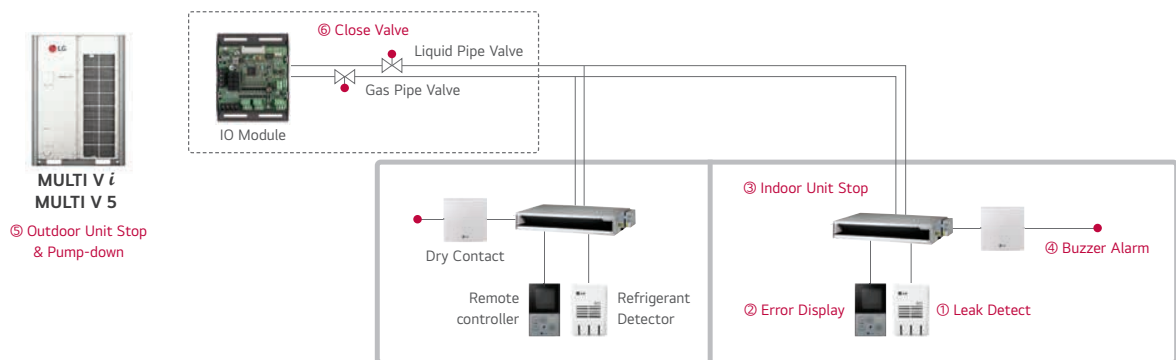 LG
MULTI V i
MULTI V 5
⑤ Outdoor Unit Stop
& Pump-down
⑥ Close Valve
Liquid Pipe Valve
Gas Pipe Valve
IO Module
Dry Contact
Remote
controller
Refrigerant
Detector
③ Indoor Unit Stop
④ Buzzer Alarm
② Error Display
① Leak Detect